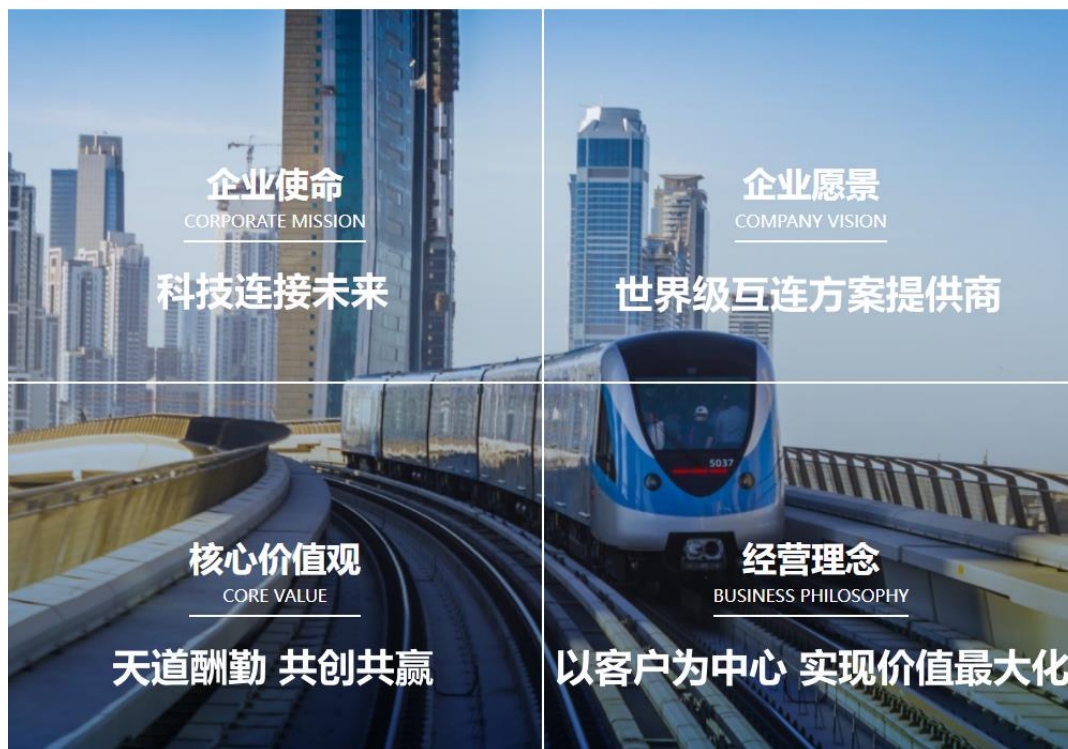 企业使命
CORPORATE MISSION
科技连接未来
企业愿景
COMPANY VISION
世界级互连方案提供商
5037
核心价值观
CORE VALUE
天道酬勤 共创共赢
经营理念
BUSINESS PHILOSOPHY
以客户为中心 实现价值最大化